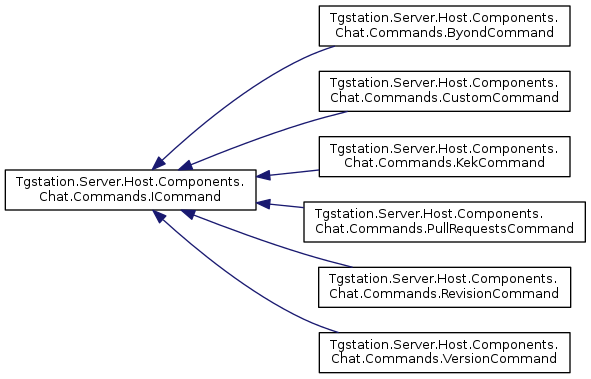 Tgstation.Server.Host.Components.
Chat.Commands.ByondCommand
Tgstation.Server.Host.Components.
Chat.Commands.CustomCommand
Tgstation.Server.Host.Components.
Chat.Commands.KekCommand
Tgstation.Server.Host.Components.
Chat.Commands.ICommand
Tgstation.Server.Host.Components.
Chat.Commands.PullRequestsCommand
Tgstation.Server.Host.Components.
Chat.Commands.RevisionCommand
Tgstation.Server.Host.Components.
Chat.Commands.VersionCommand